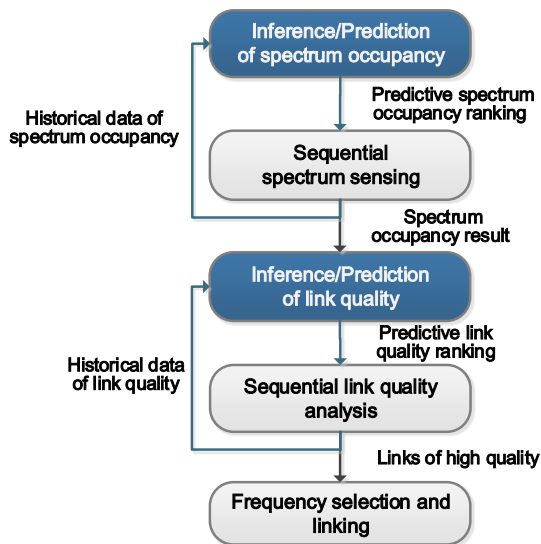 Inference/Prediction
of spectrum occupancy
Predictive spectrum
occupancy ranking
Historical data of
spectrum occupancy
Sequential
spectrum sensing
Spectrum
occupancy result
Inference/Prediction
of link quality
Predictive link
quality ranking
Historical data
of link quality
Sequential link quality
analysis
Links of high quality
Frequency selection and
linking